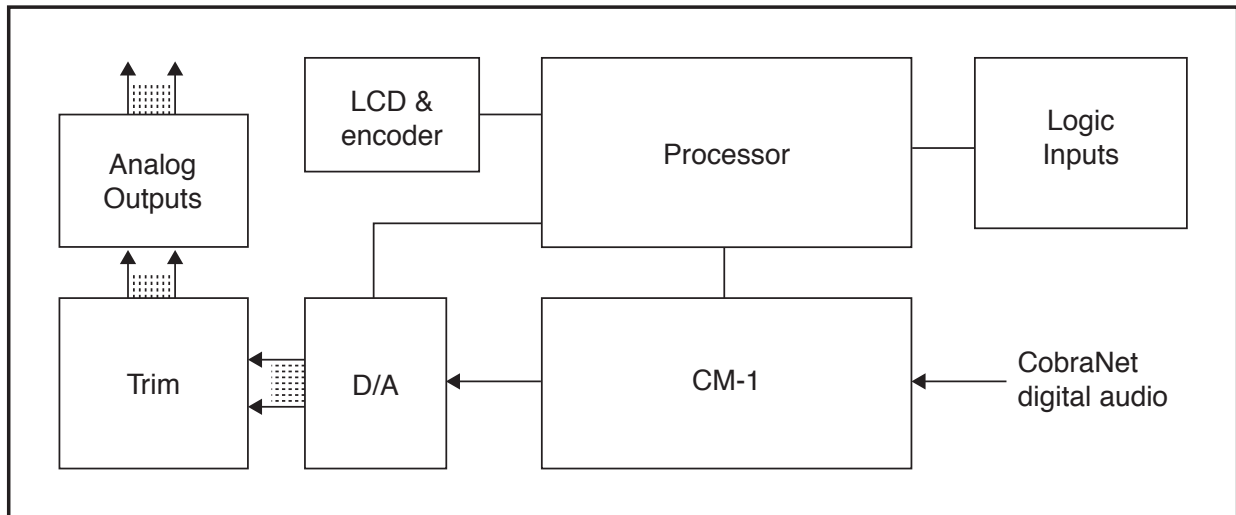 LCD &
encoder
Processor
Logic
Inputs
Analog
Outputs
Trim
D/A
CM-1
CobraNet
digital audio